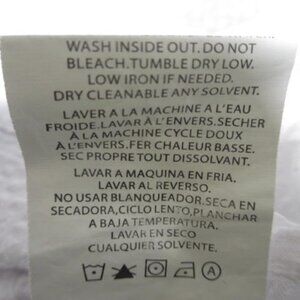 WASH INSIDE OUT. DO NOT
BLEACH.TUMBLE DRY LOW.
LOW IRON IF NEEDED.
DRY CLEANABLE ANY SOLVENT.
LAVER A LA MACHINE A L'EAU
FROIDE.LAVAR À L'ENVERS.SECHER
À LA MACHINE CYCLE DOUX
À L'ENVERS.FER CHALEUR BASSE.
SEC PROPRE TOUT DISSOLVANT.
LAVAR A MAQUINA EN FRIA.
LAVAR AL REVERSO.
NO USAR BLANQUEADOR.SECA EN
SECADORA,CICLO LENTO,PLANCHAR
A BAJA TEMPERATURA.
LAVAR EN SECO
CUALQUIER SOLVENTE.
A